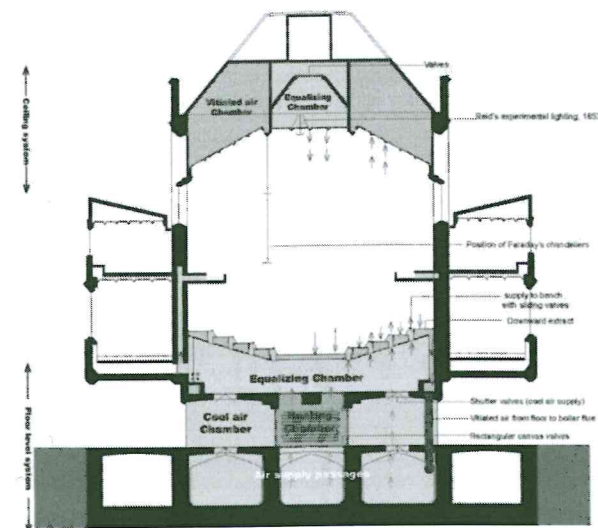 Valves
Vitiated air
Chamber
Equalising
Chamber
Reid's experimental lighting, 185
Ceiling system
Position of Faraday's chandeliers
supply to bench
with sliding valves
Downward extract
Equalizing Chamber
Shutter valves (cool air supply)
Cool air
Chamber
Heating
Chamber
Vitiated air from floor to boiler flue
Rectangular canvas valves
Air supply passages
Floor level system